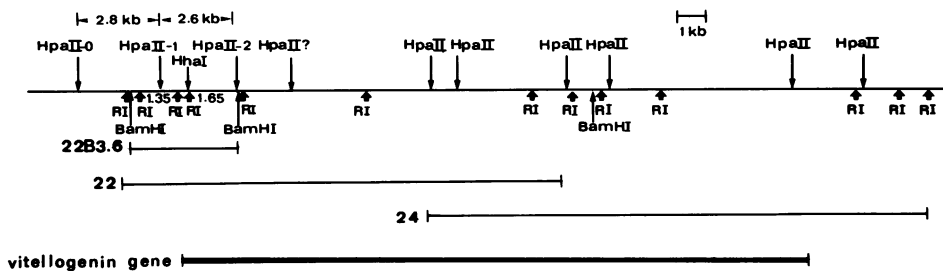 2.8 kb 2.6 kb
1 kb
HpaII-0 HpaII-1 HpaII-2 HpaII? HpaII HpaII HpaII HpaII HpaII HpaII
HhaI
1.35 1.65
RI RI RI RI RI RI RI RI RI RI RI RI RI
BamHI BamHI BamHI
22B3.6
22
24
vitellogenin gene